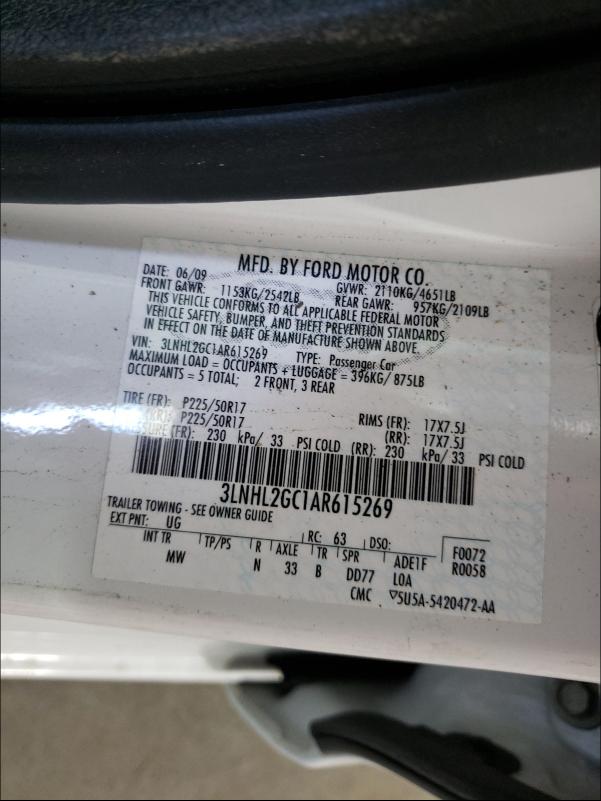 MFD. BY FORD MOTOR CO.
DATE: 06/09 GVWR: 2110KG/4651LB
FRONT GAWR: 1153KG/2542LB REAR GAWR: 957KG/2109LB
THIS VEHICLE CONFORMS TO ALL APPLICABLE FEDERAL MOTOR
VEHICLE SAFETY, BUMPER, AND THEFT PREVENTION STANDARDS
IN EFFECT ON THE DATE OF MANUFACTURE SHOWN ABOVE.
VIN: 3LNHL2GC1AR615269 TYPE: Passenger Car
MAXIMUM LOAD = OCCUPANTS + LUGGAGE = 396KG/ 875LB
OCCUPANTS = 5 TOTAL; 2 FRONT, 3 REAR
TIRE (FR): P225/50R17 RIMS (FR): 17X7.5J
(RR): P225/50R17 (RR): 17X7.5J
(FR): 230 kPa/ 33 PSI COLD (RR): 230 kPa/ 33 PSI COLD
3LNHL2GC1AR615269
TRAILER TOWING - SEE OWNER GUIDE
EXT PNT: UG RC: 63 DSO: F0072
INT TR TP/PS R AXLE TR SPR ADE1F R0058
MW N 33 B DD77 LOA
CMC ▽5U5A-5420472-AA